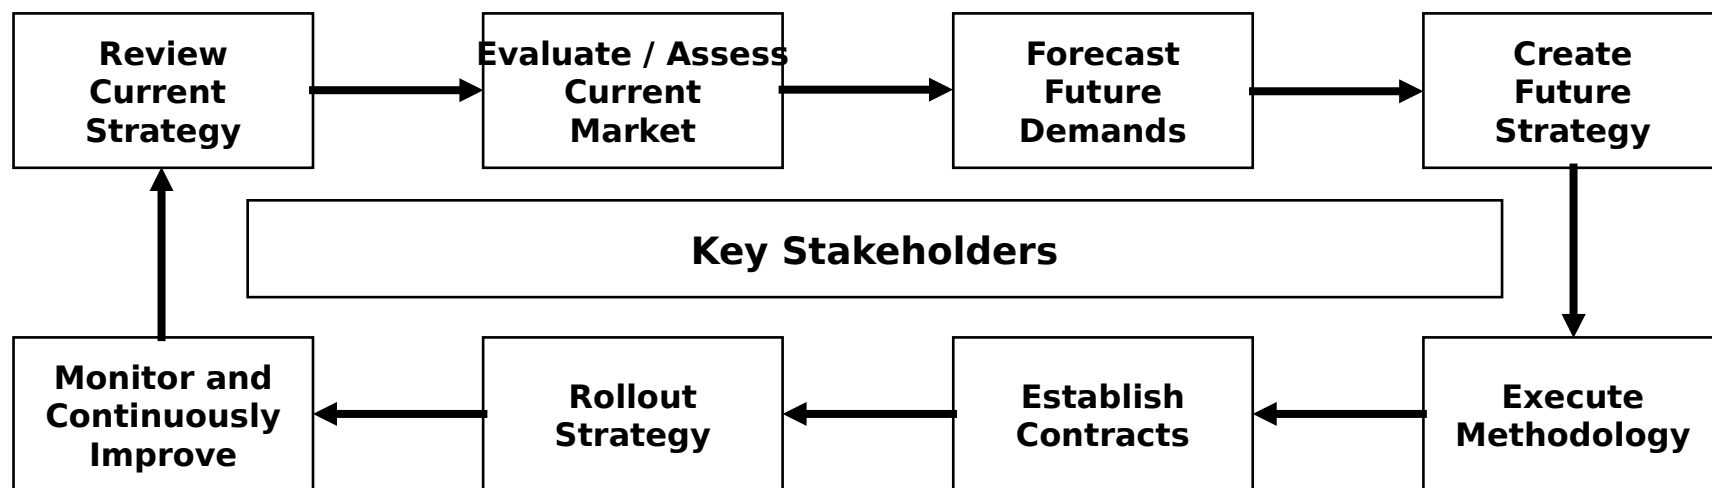 Review
Current
Strategy
Evaluate / Assess
Current
Market
Forecast
Future
Demands
Create
Future
Strategy
Key Stakeholders
Monitor and
Continuously
Improve
Rollout
Strategy
Establish
Contracts
Execute
Methodology